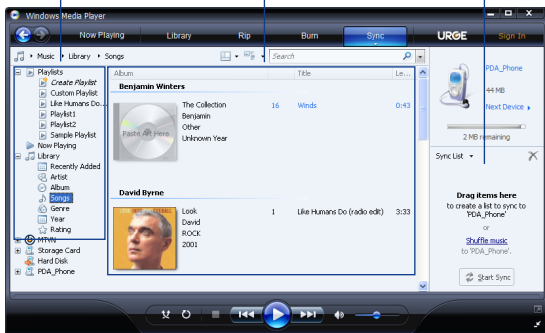 Windows Media Player
Now Playing Library Rip Burn Sync URGE Sign In
Music Library Songs Search
Playlists
Create Playlist
Custom Playlist
Like Humans Do...
Playlist1
Playlist2
Sample Playlist
Now Playing
Library
Recently Added
Artist
Album
Songs
Genre
Year
Rating
MTVN
Storage Card
Hard Disk
PDA_Phone
Album Title Le...
Benjamin Winters
Paste Art Here
The Collection 16 Winds 0:43
Benjamin
Other
Unknown Year
David Byrne
Look 1 Like Humans Do (radio edit) 3:33
David
ROCK
2001
PDA_Phone
44 MB
Next Device
2 MB remaining
Sync List
Drag items here
to create a list to sync to
'PDA_Phone'
or
Shuffle music
to 'PDA_Phone'.
Start Sync